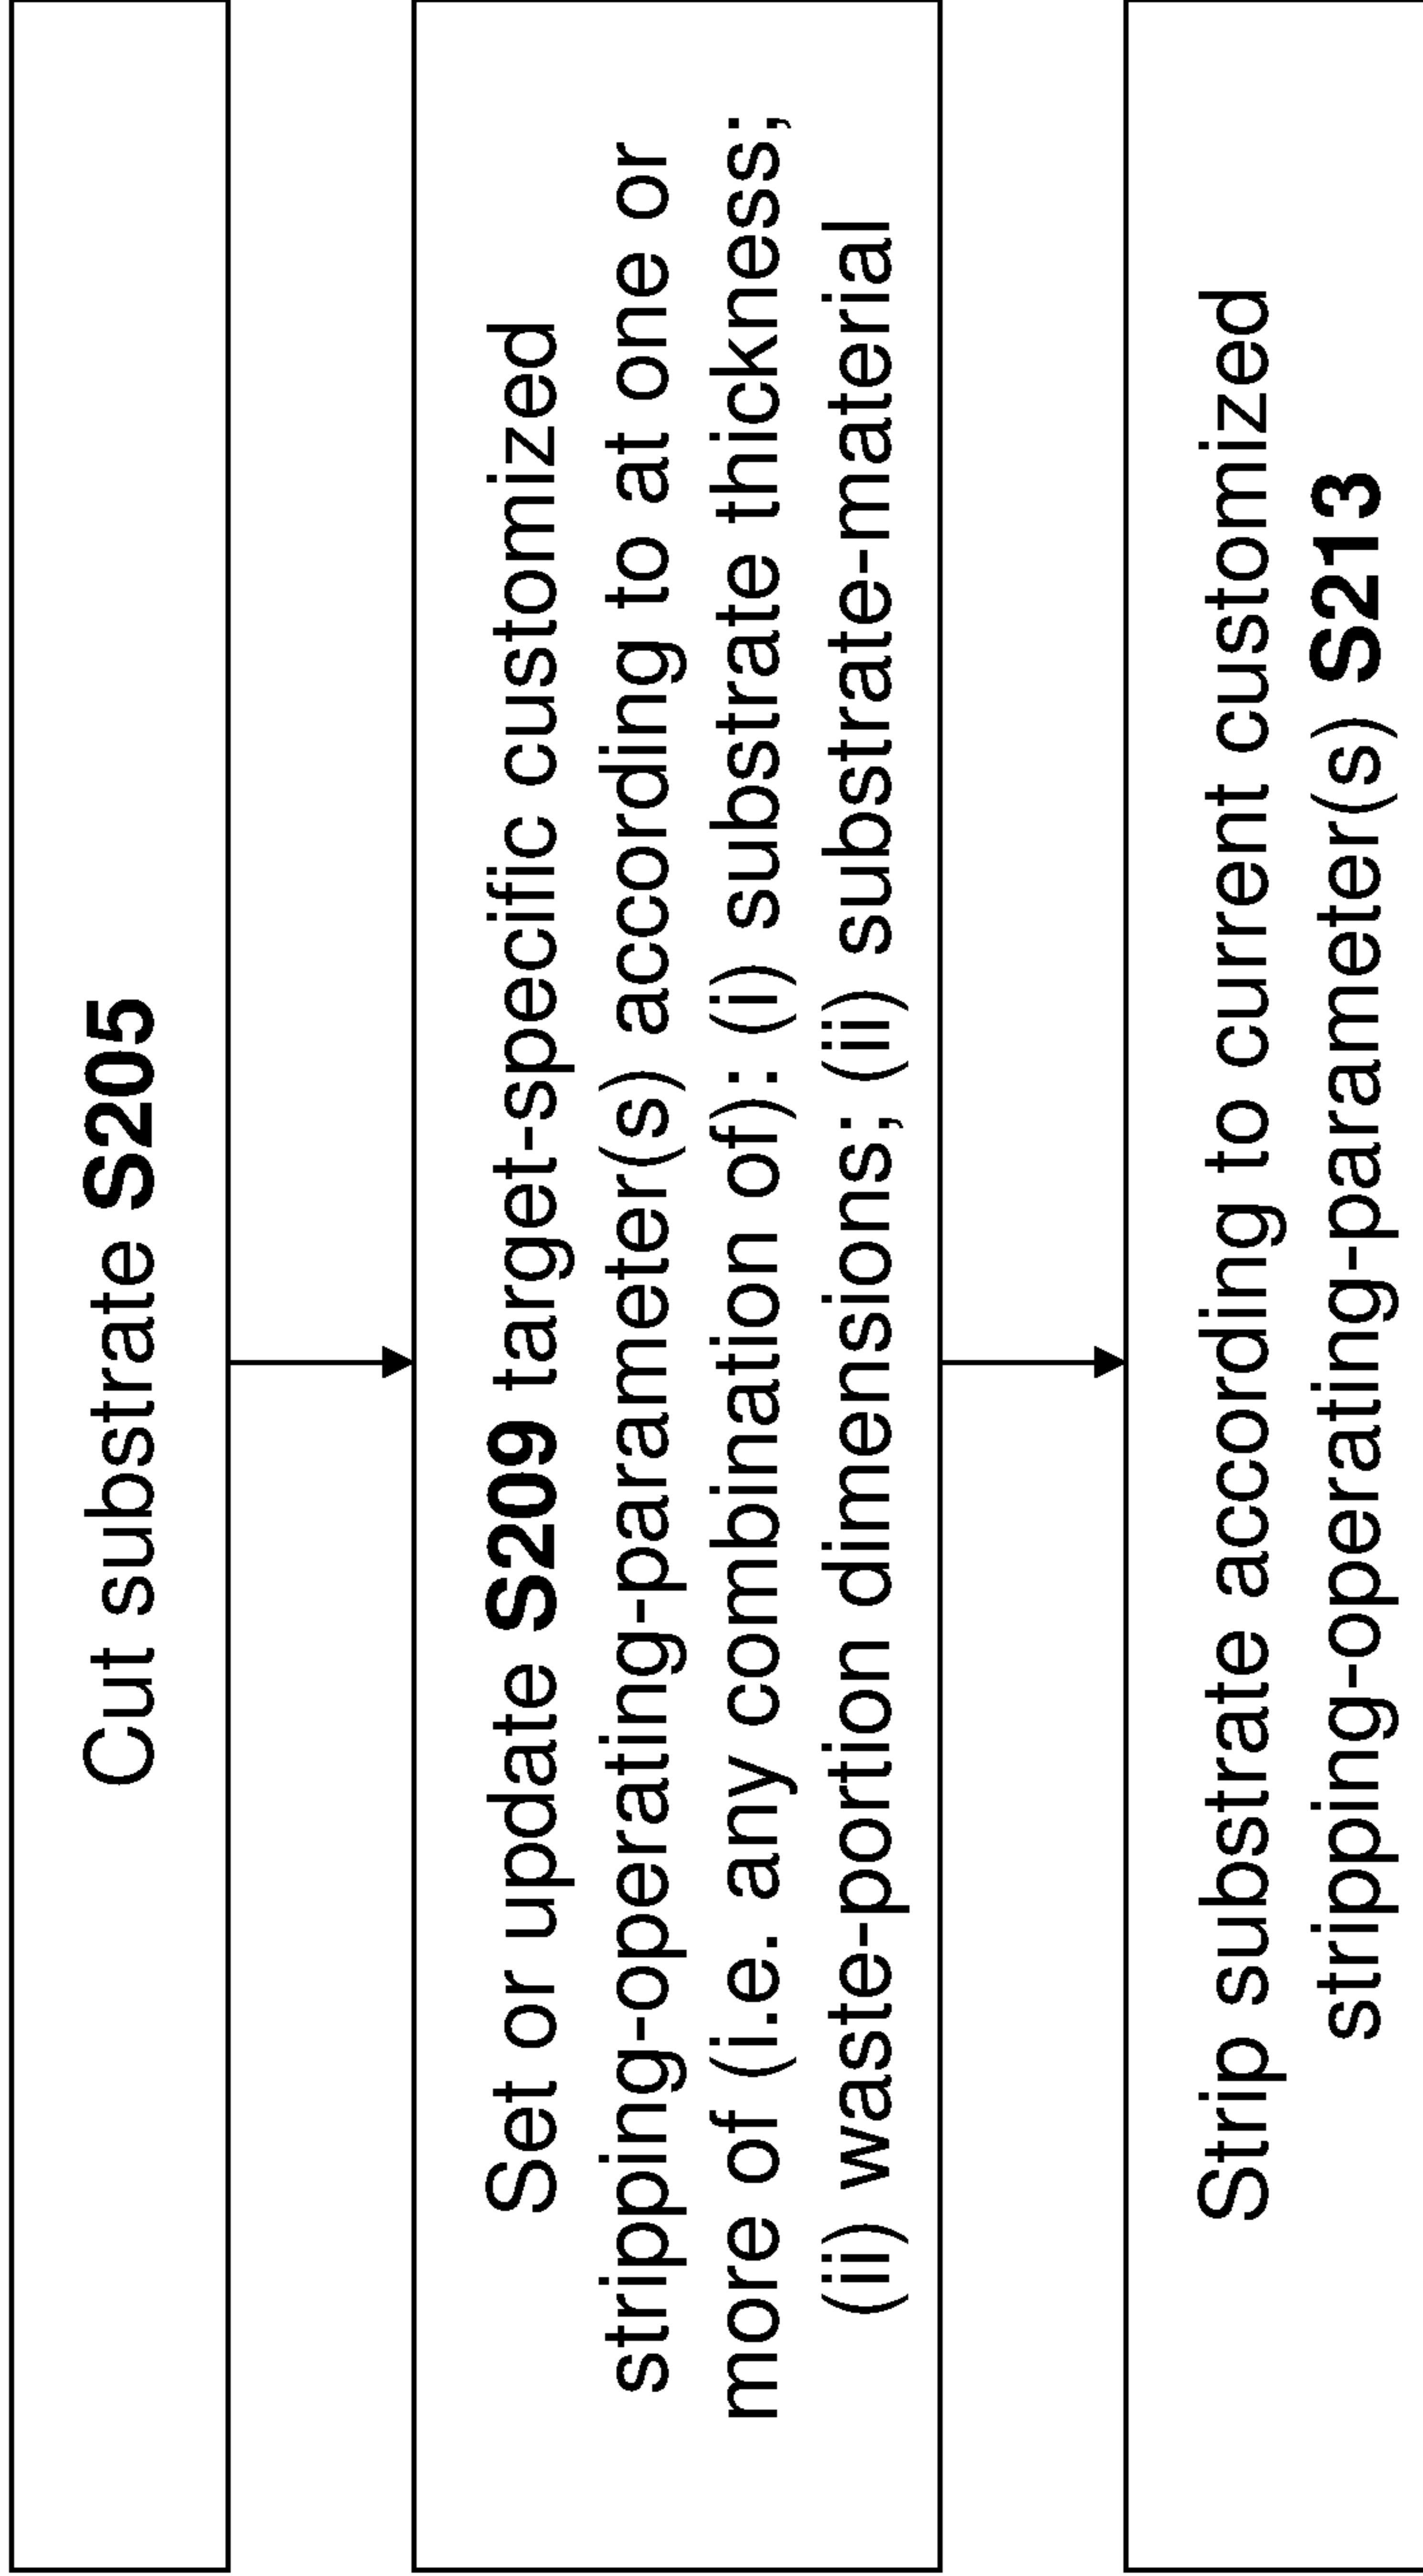 Cut substrate S205
Set or update S209 target-specific customized
stripping-operating-parameter(s) according to at one or
more of (i.e. any combination of): (i) substrate thickness;
(ii) waste-portion dimensions; (ii) substrate-material
Strip substrate according to current customized
stripping-operating-parameter(s) S213